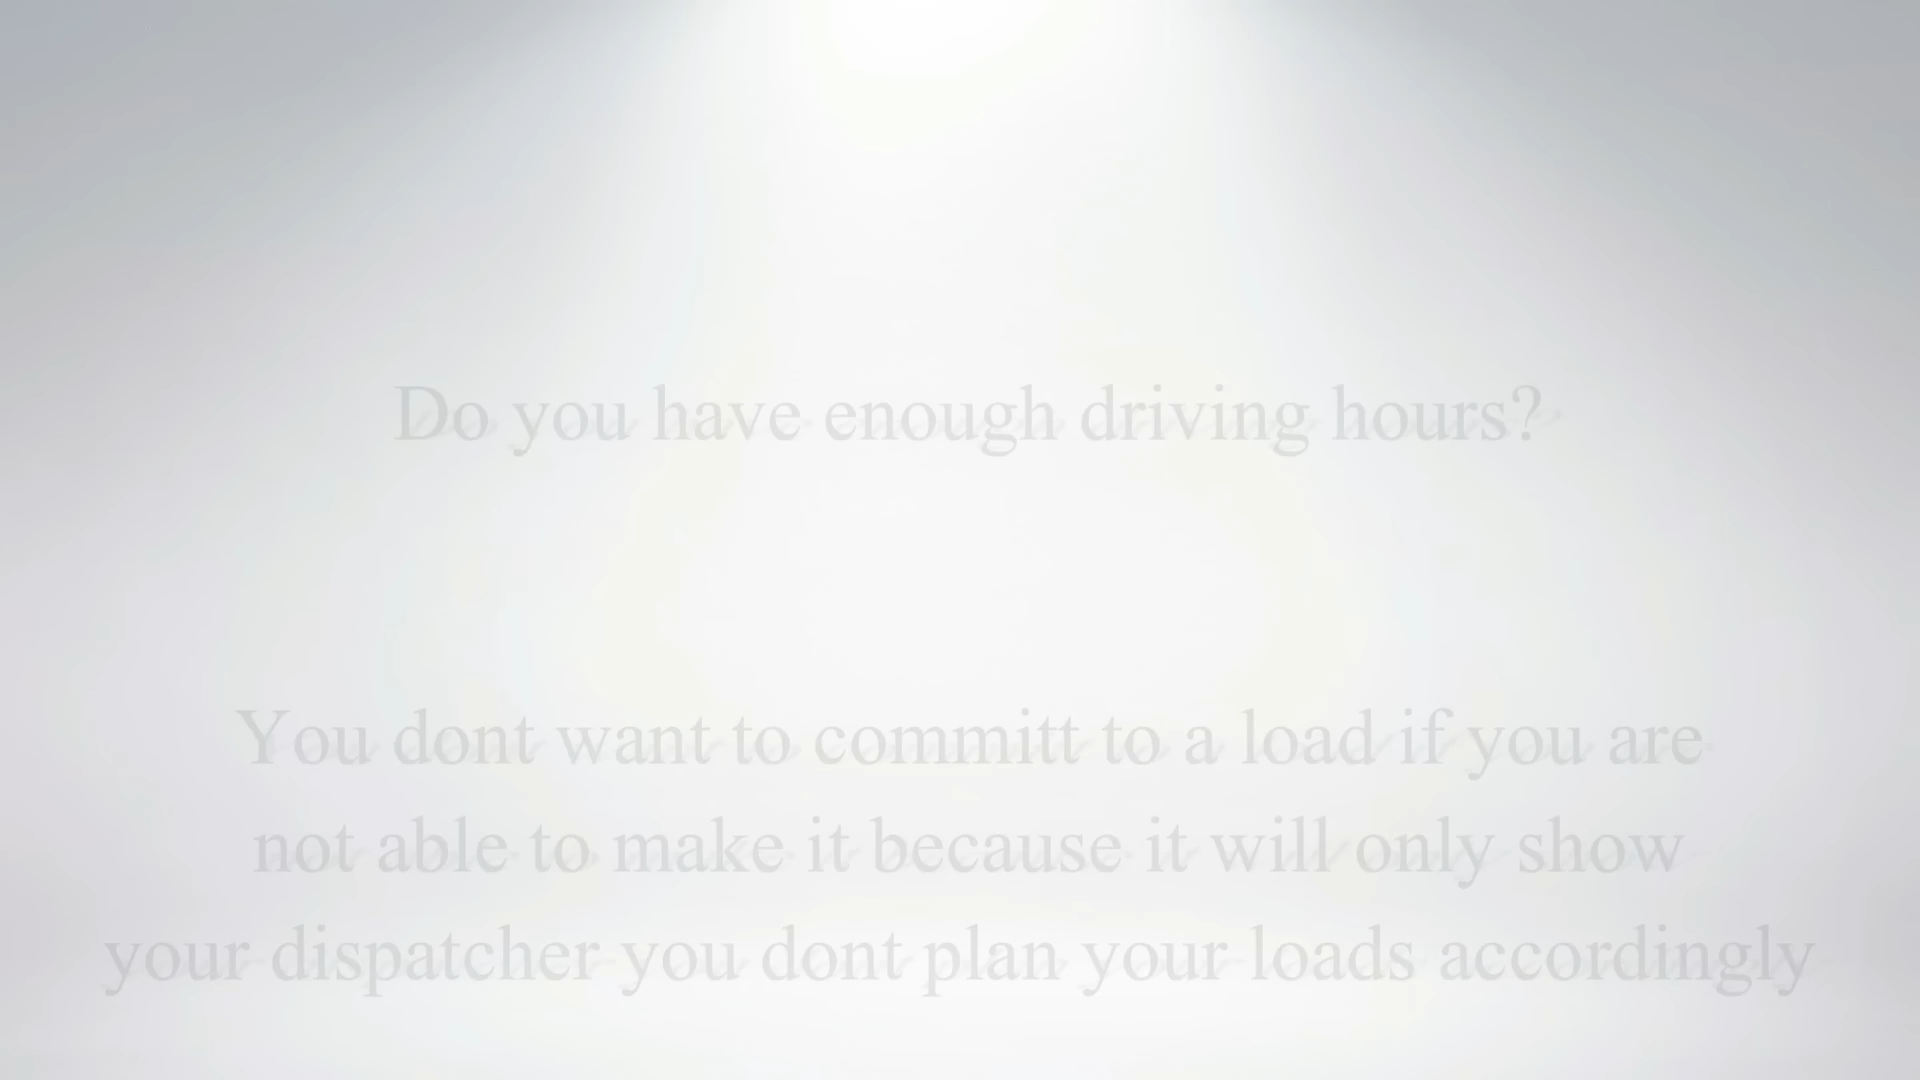 Do you have enough driving hours?
You dont want to committ to a load if you are
not able to make it because it will only show
your dispatcher you dont plan your loads accordingly